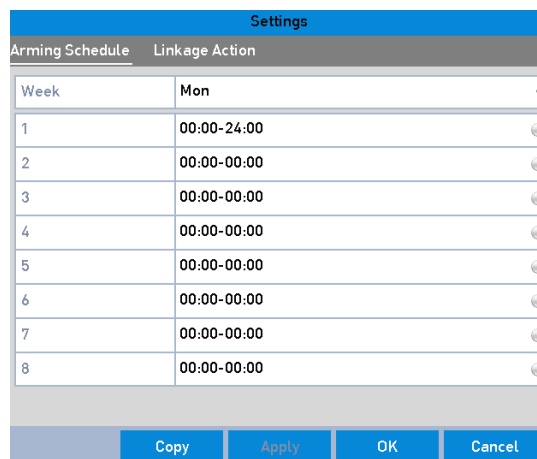 Settings
Arming Schedule Linkage Action
Week Mon
1 00:00-24:00
2 00:00-00:00
3 00:00-00:00
4 00:00-00:00
5 00:00-00:00
6 00:00-00:00
7 00:00-00:00
8 00:00-00:00
Copy Apply OK Cancel